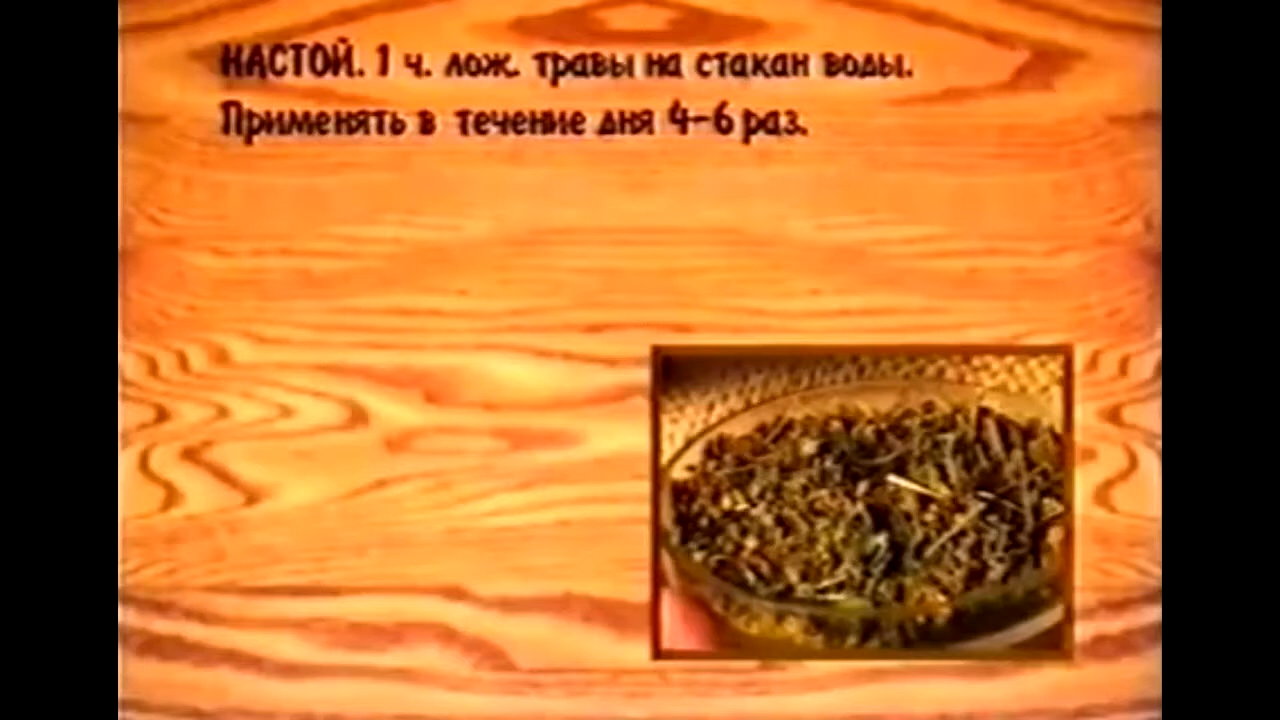 НАСТОЙ. 1 ч. лож. травы на стакан воды.
Применять в течение дня 4-6 раз.